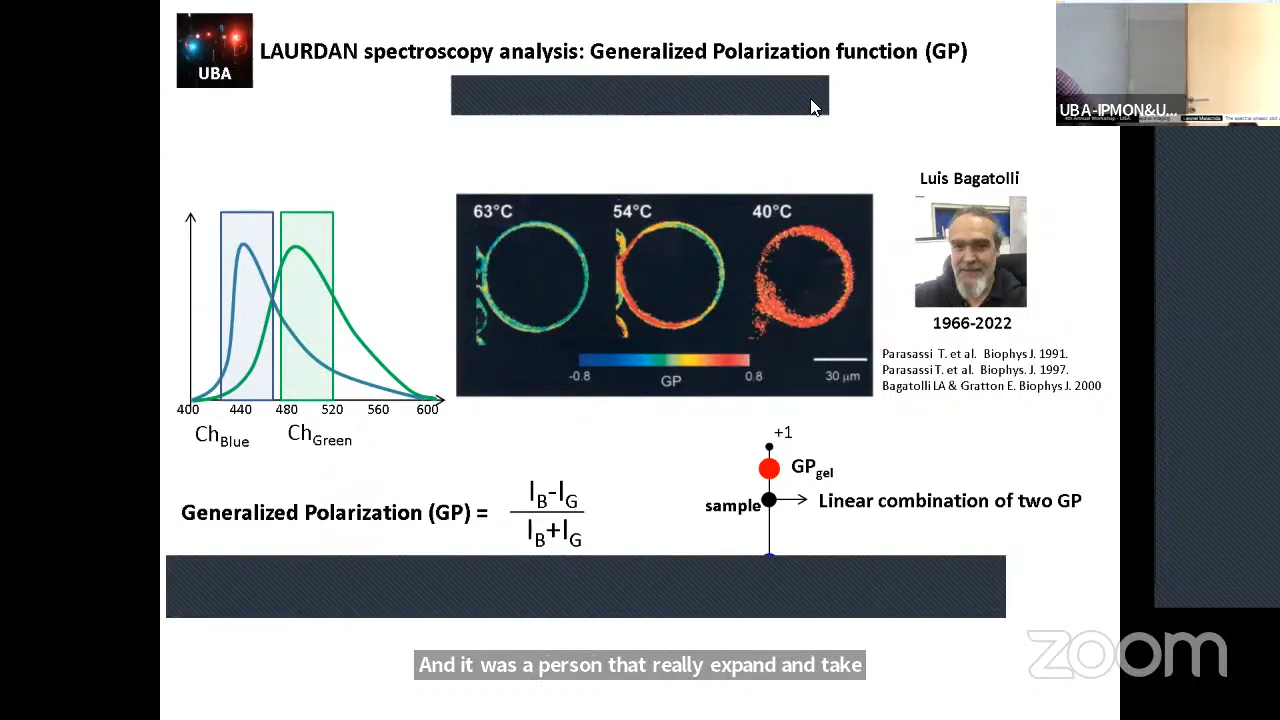 UBA
LAURDAN spectroscopy analysis: Generalized Polarization function (GP)
UBA-IPMON&U...
Luis Bagatolli
63°C
54°C
40°C
1966-2022
Parasassi T. et al. Biophys J. 1991.
Parasassi T. et al. Biophys. J. 1997.
Bagatolli LA & Gratton E. Biophys J. 2000
-0.8
GP
0.8
30 µm
400 440 480 520 560 600
ChBlue
ChGreen
+1
GPgel
sample
Linear combination of two GP
Generalized Polarization (GP) =
IB-IG
IB+IG
And it was a person that really expand and take
zoom